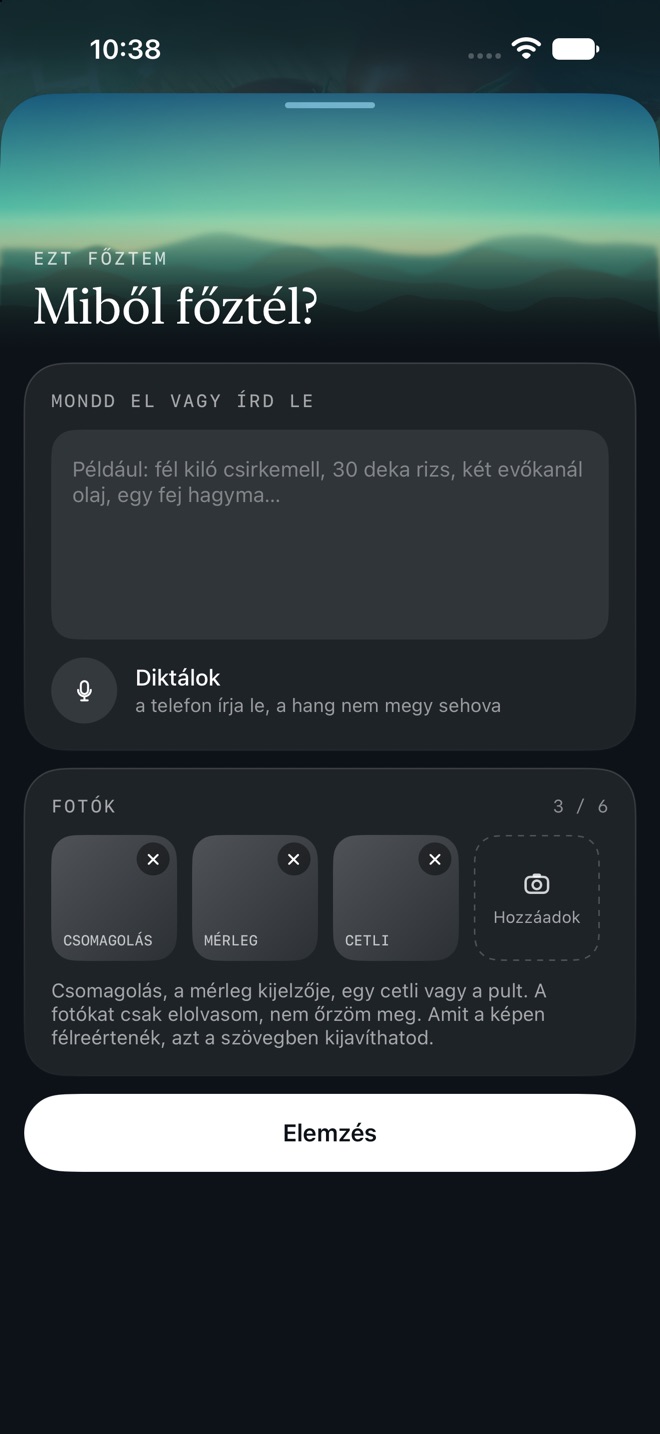 10:38
EZT FŐZTEM
Miből főztél?
MONDD EL VAGY ÍRD LE
Például: fél kiló csirkemell, 30 deka rizs, két evőkanál
olaj, egy fej hagyma...
Diktálok
a telefon írja le, a hang nem megy sehova
FOTÓK
3 / 6
CSOMAGOLÁS
MÉRLEG
CETLI
Hozzáadok
Csomagolás, a mérleg kijelzője, egy cetli vagy a pult. A
fotókat csak elolvasom, nem őrzöm meg. Amit a képen
félreértenék, azt a szövegben kijavíthatod.
Elemzés